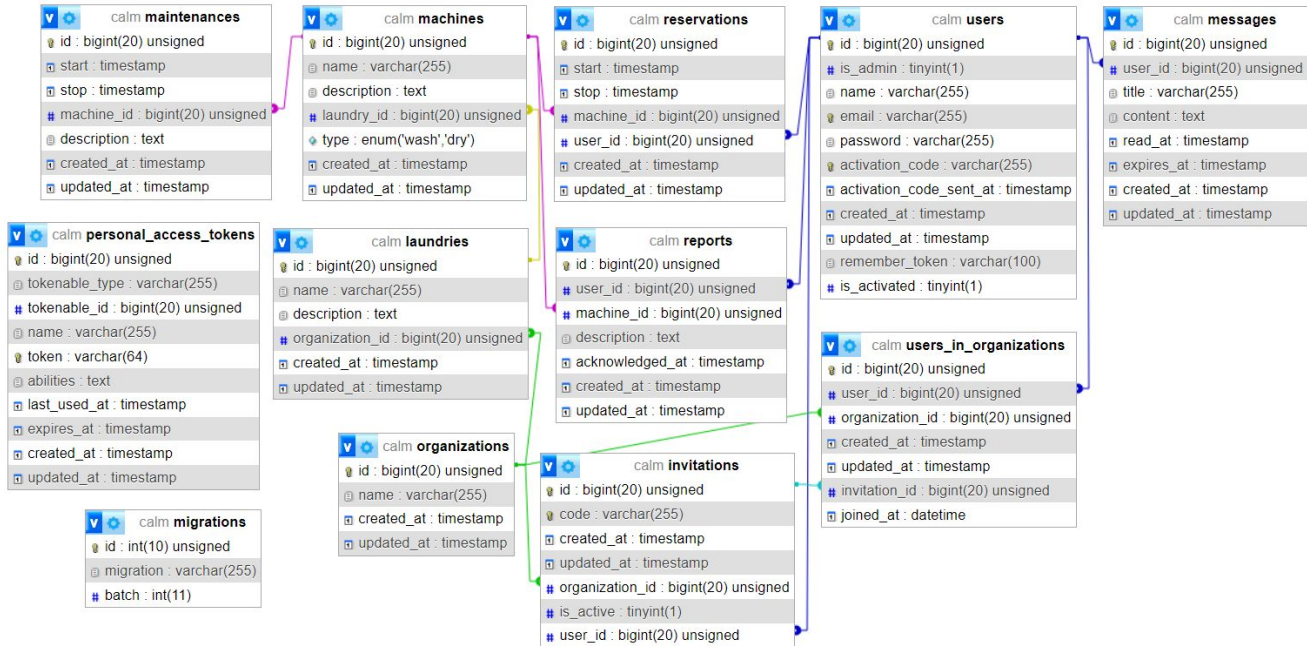 v calm maintenances
id : bigint(20) unsigned
start : timestamp
stop : timestamp
# machine_id : bigint(20) unsigned
description : text
created_at : timestamp
updated_at : timestamp
v calm machines
id : bigint(20) unsigned
name : varchar(255)
description : text
# laundry_id : bigint(20) unsigned
type : enum('wash','dry')
created_at : timestamp
updated_at : timestamp
v calm reservations
id : bigint(20) unsigned
start : timestamp
stop : timestamp
# machine_id : bigint(20) unsigned
# user_id : bigint(20) unsigned
created_at : timestamp
updated_at : timestamp
v calm users
id : bigint(20) unsigned
# is_admin : tinyint(1)
name : varchar(255)
email : varchar(255)
password : varchar(255)
activation_code : varchar(255)
activation_code_sent_at : timestamp
created_at : timestamp
updated_at : timestamp
remember_token : varchar(100)
# is_activated : tinyint(1)
v calm messages
id : bigint(20) unsigned
# user_id : bigint(20) unsigned
title : varchar(255)
content : text
read_at : timestamp
expires_at : timestamp
created_at : timestamp
updated_at : timestamp
v calm personal_access_tokens
id : bigint(20) unsigned
tokenable_type : varchar(255)
# tokenable_id : bigint(20) unsigned
name : varchar(255)
token : varchar(64)
abilities : text
last_used_at : timestamp
expires_at : timestamp
created_at : timestamp
updated_at : timestamp
v calm laundries
id : bigint(20) unsigned
name : varchar(255)
description : text
# organization_id : bigint(20) unsigned
created_at : timestamp
updated_at : timestamp
v calm reports
id : bigint(20) unsigned
# user_id : bigint(20) unsigned
# machine_id : bigint(20) unsigned
description : text
acknowledged_at : timestamp
created_at : timestamp
updated_at : timestamp
v calm users_in_organizations
id : bigint(20) unsigned
# user_id : bigint(20) unsigned
# organization_id : bigint(20) unsigned
created_at : timestamp
updated_at : timestamp
# invitation_id : bigint(20) unsigned
joined_at : datetime
v calm organizations
id : bigint(20) unsigned
name : varchar(255)
created_at : timestamp
updated_at : timestamp
v calm invitations
id : bigint(20) unsigned
code : varchar(255)
created_at : timestamp
updated_at : timestamp
# organization_id : bigint(20) unsigned
# is_active : tinyint(1)
# user_id : bigint(20) unsigned
v calm migrations
id : int(10) unsigned
migration : varchar(255)
# batch : int(11)